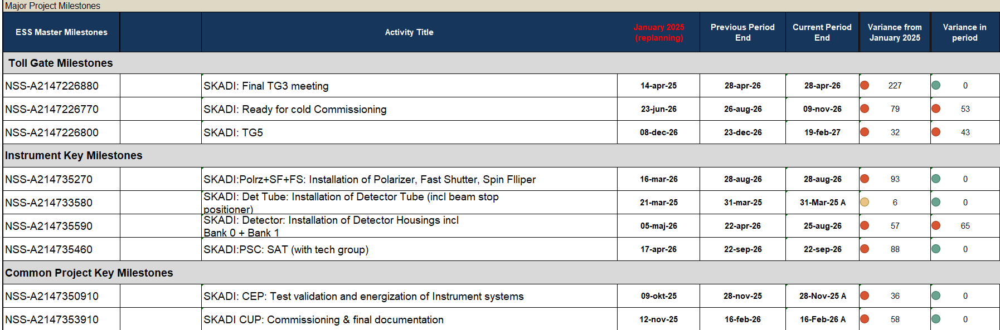 Major Project Milestones
ESS Master Milestones Activity Title January 2025 (replanning) Previous Period End Current Period End Variance from January 2025 Variance in period
Toll Gate Milestones
NSS-A2147226880 SKADI: Final TG3 meeting 14-apr-25 28-apr-26 28-apr-26 227 0
NSS-A2147226770 SKADI: Ready for cold Commissioning 23-jun-26 26-aug-26 09-nov-26 79 53
NSS-A2147226800 SKADI: TG5 08-dec-26 23-dec-26 19-feb-27 32 43
Instrument Key Milestones
NSS-A214735270 SKADI:Polrz+SF+FS: Installation of Polarizer, Fast Shutter, Spin Flliper 16-mar-26 28-aug-26 28-aug-26 93 0
NSS-A214733580 SKADI: Det Tube: Installation of Detector Tube (incl beam stop positioner) 21-mar-25 31-mar-25 31-Mar-25 A 6 0
NSS-A214735590 SKADI: Detector: Installation of Detector Housings incl Bank 0 + Bank 1 05-maj-26 22-apr-26 25-aug-26 57 65
NSS-A214735460 SKADI:PSC: SAT (with tech group) 17-apr-26 22-sep-26 22-sep-26 88 0
Common Project Key Milestones
NSS-A2147350910 SKADI: CEP: Test validation and energization of Instrument systems 09-okt-25 28-nov-25 28-Nov-25 A 36 0
NSS-A2147353910 SKADI CUP: Commissioning & final documentation 12-nov-25 16-feb-26 16-Feb-26 A 58 0